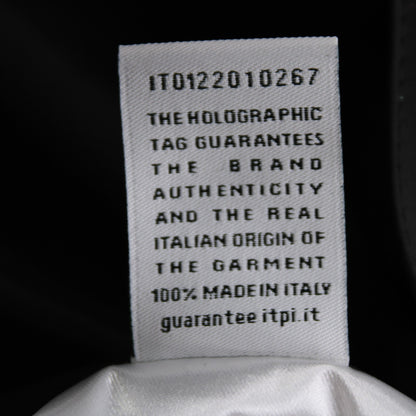 IT0122010267
THE HOLOGRAPHIC
TAG GUARANTEES
THE BRAND
AUTHENTICITY
AND THE REAL
ITALIAN ORIGIN OF
THE GARMENT
100% MADE IN ITALY
guarantee itpi.it